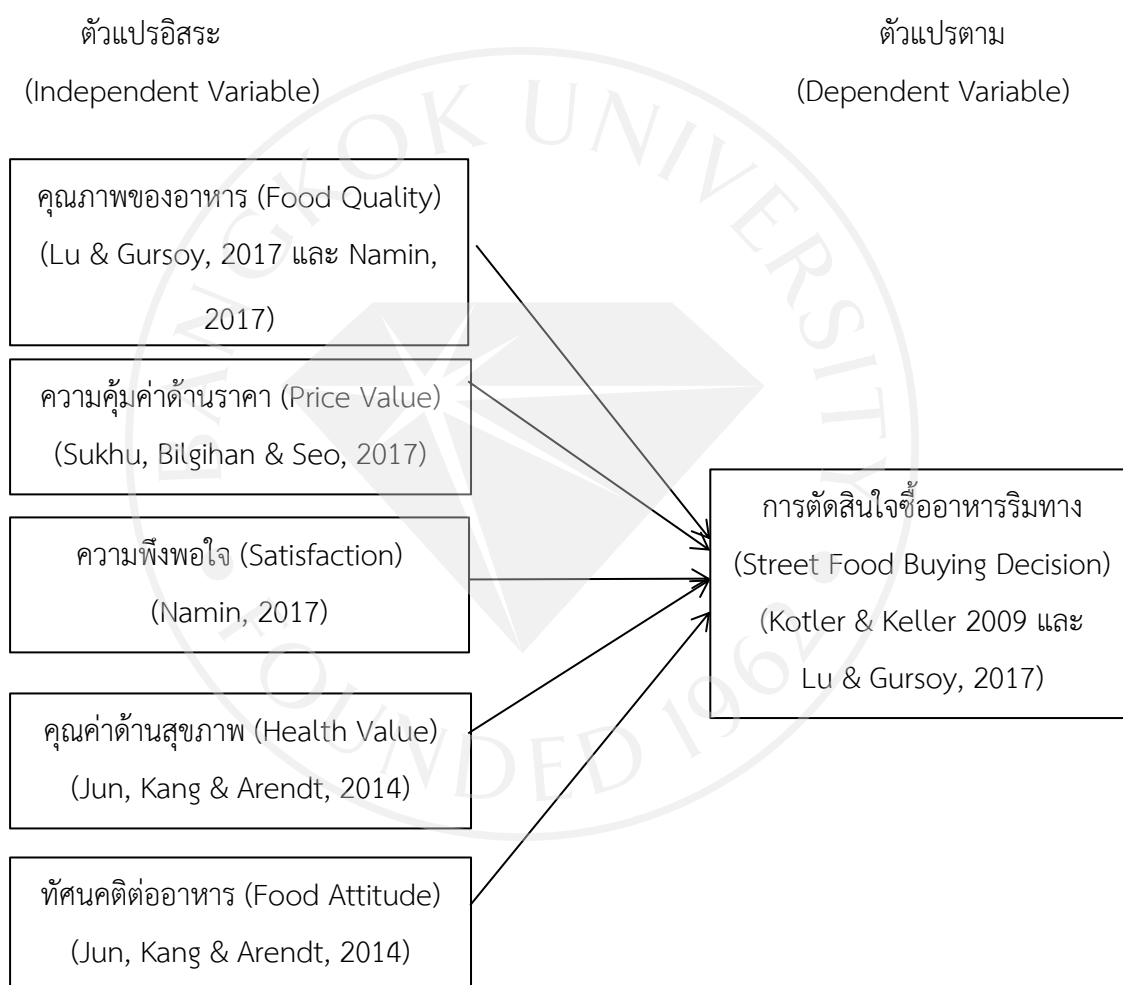 ตัวแปรอิสระ
(Independent Variable)
ตัวแปรตาม
(Dependent Variable)
คุณภาพของอาหาร (Food Quality)
(Lu & Gursoy, 2017 และ Namin,
2017)
ความคุ้มค่าด้านราคา (Price Value)
(Sukhu, Bilgihan & Seo, 2017)
ความพึงพอใจ (Satisfaction)
(Namin, 2017)
คุณค่าด้านสุขภาพ (Health Value)
(Jun, Kang & Arendt, 2014)
ทัศนคติต่ออาหาร (Food Attitude)
(Jun, Kang & Arendt, 2014)
การตัดสินใจซื้ออาหารริมทาง
(Street Food Buying Decision)
(Kotler & Keller 2009 และ
Lu & Gursoy, 2017)
BANGKOK UNIVERSITY
FOUNDED 1962